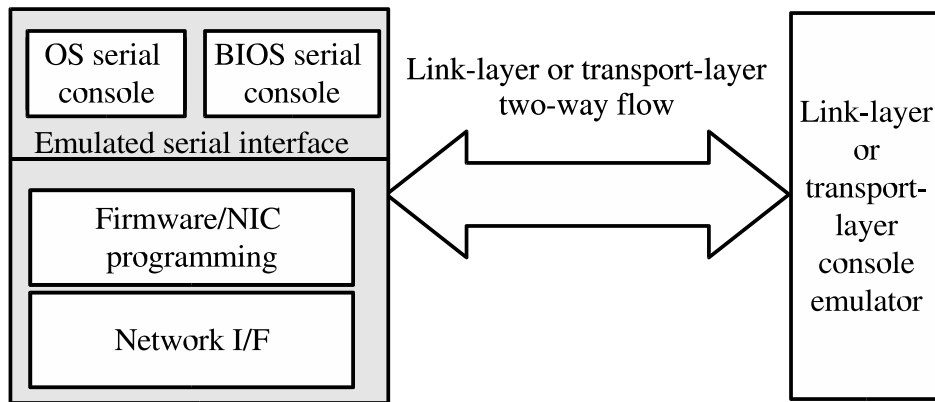 OS serial
console
BIOS serial
console
Emulated serial interface
Firmware/NIC
programming
Network I/F
Link-layer or transport-layer
two-way flow
Link-layer
or
transport-
layer
console
emulator